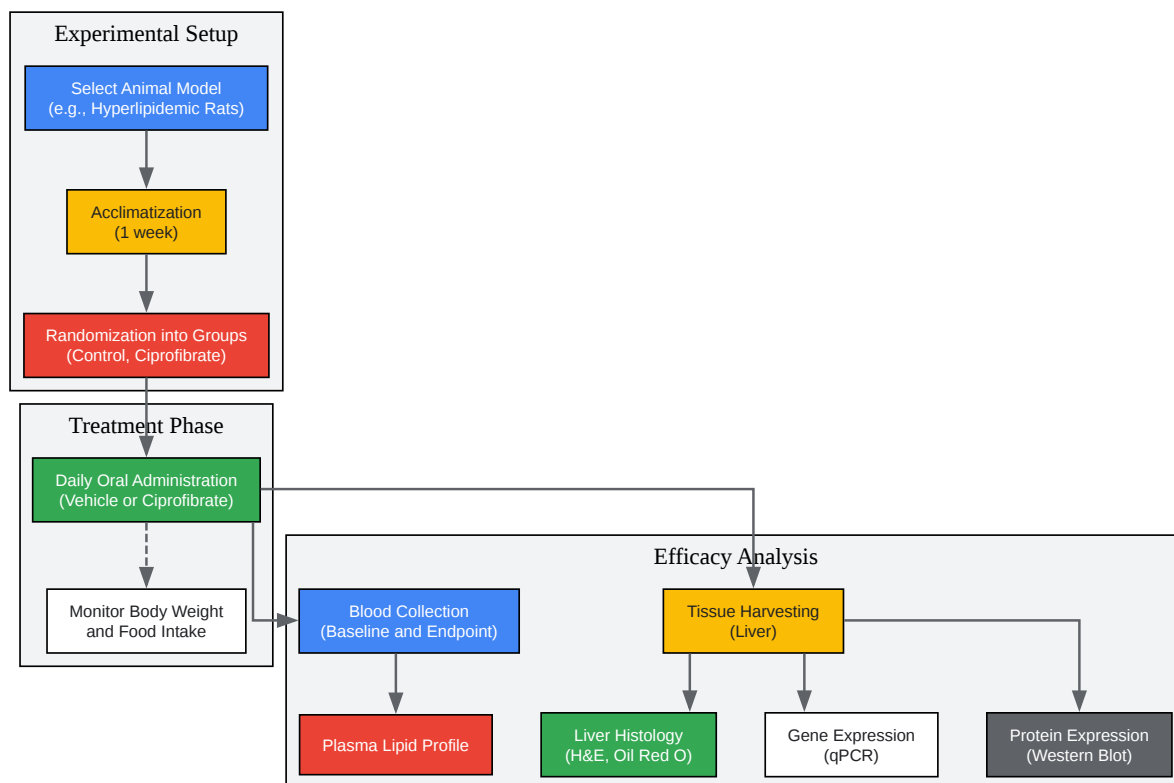 Experimental Setup
Select Animal Model
(e.g., Hyperlipidemic Rats)
Acclimatization
(1 week)
Randomization into Groups
(Control, Ciprofibrate)
Treatment Phase
Daily Oral Administration
(Vehicle or Ciprofibrate)
Monitor Body Weight
and Food Intake
Efficacy Analysis
Blood Collection
(Baseline and Endpoint)
Tissue Harvesting
(Liver)
Plasma Lipid Profile
Liver Histology
(H&E, Oil Red O)
Gene Expression
(qPCR)
Protein Expression
(Western Blot)